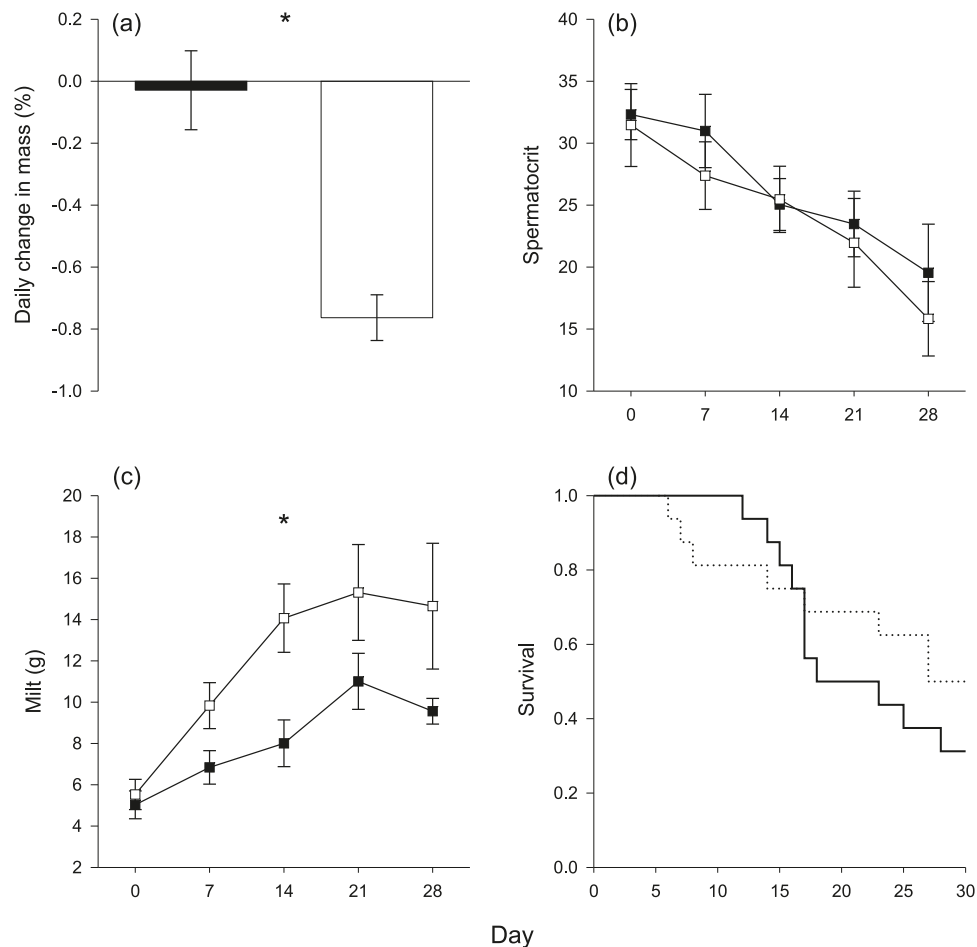 (a)
*
Daily change in mass (%)
0.2
0.0
-0.2
-0.4
-0.6
-0.8
-1.0
(b)
Spermatocrit
40
35
30
25
20
15
10
0 7 14 21 28
(c)
*
Milt (g)
20
18
16
14
12
10
8
6
4
2
0 7 14 21 28
(d)
Survival
1.0
0.8
0.6
0.4
0.2
0.0
0 5 10 15 20 25 30
Day